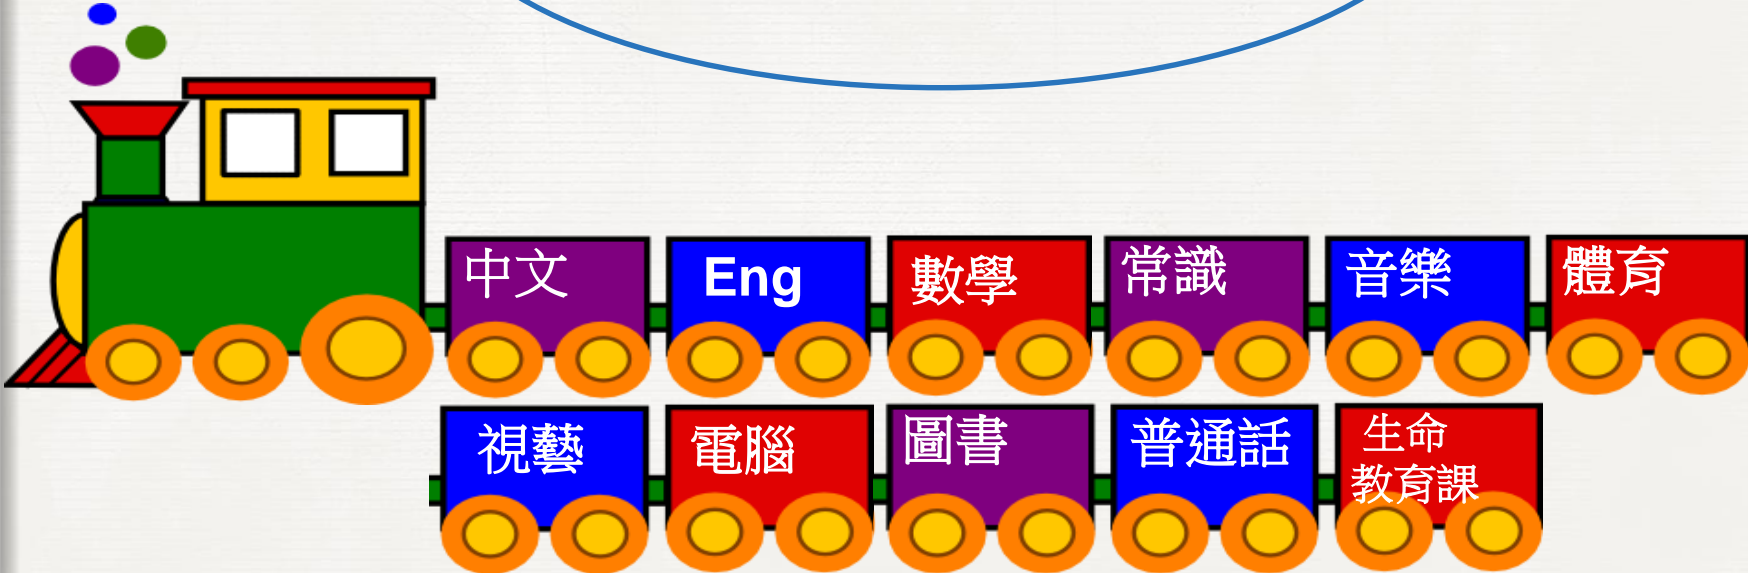 中文
Eng
數學
常識
音樂
體育
視藝
電腦
圖書
普通話
生命
教育課